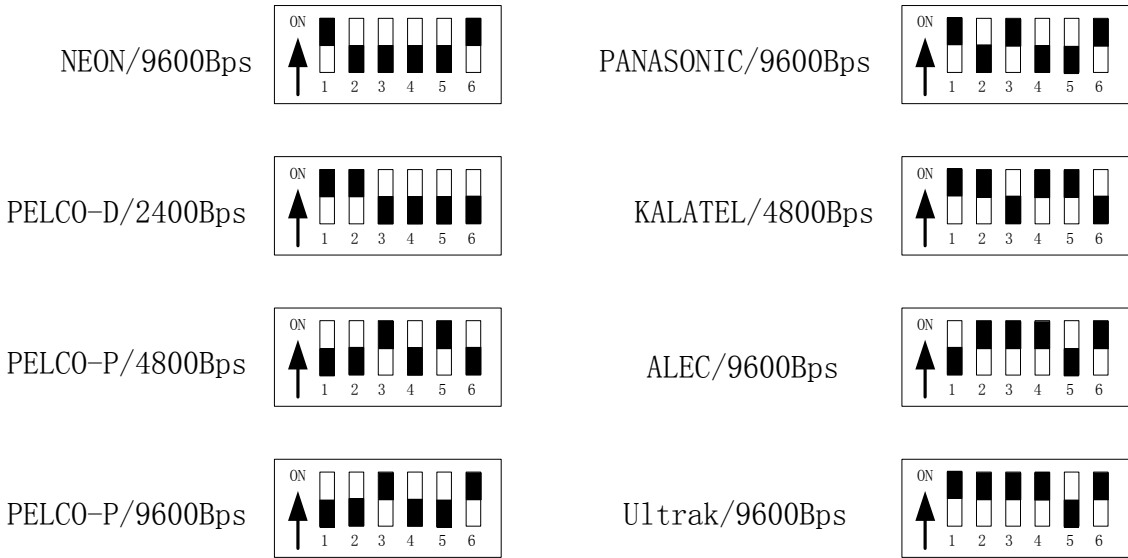 NEON/9600Bps
ON
1 2 3 4 5 6
PANASONIC/9600Bps
ON
1 2 3 4 5 6
PELCO-D/2400Bps
ON
1 2 3 4 5 6
KALATEL/4800Bps
ON
1 2 3 4 5 6
PELCO-P/4800Bps
ON
1 2 3 4 5 6
ALEC/9600Bps
ON
1 2 3 4 5 6
PELCO-P/9600Bps
ON
1 2 3 4 5 6
Ultrak/9600Bps
ON
1 2 3 4 5 6